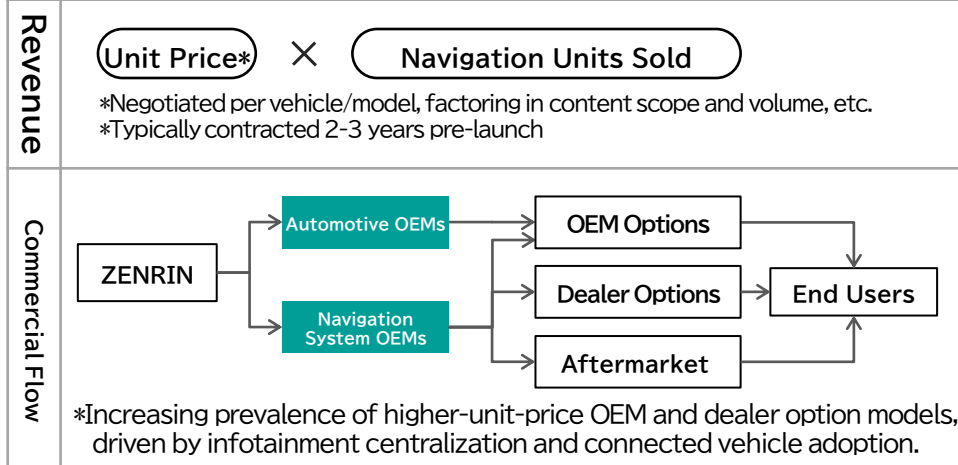 Revenue
Unit Price* × Navigation Units Sold
*Negotiated per vehicle/model, factoring in content scope and volume, etc.
*Typically contracted 2-3 years pre-launch
Commercial Flow
ZENRIN
Automotive OEMs
Navigation
System OEMs
OEM Options
Dealer Options
Aftermarket
End Users
*Increasing prevalence of higher-unit-price OEM and dealer option models,
driven by infotainment centralization and connected vehicle adoption.